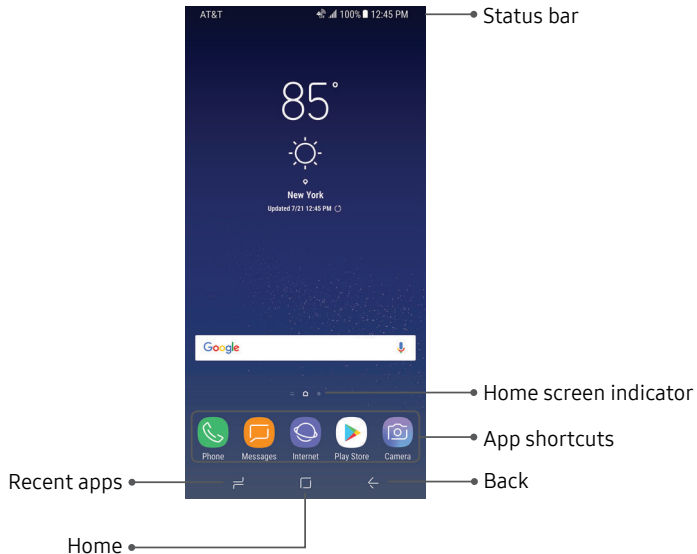 AT&T 100% 12:45 PM
Status bar
85°
New York
Updated 7/21 12:45 PM
Google
Home screen indicator
App shortcuts
Phone Messages Internet Play Store Camera
Recent apps
Back
Home